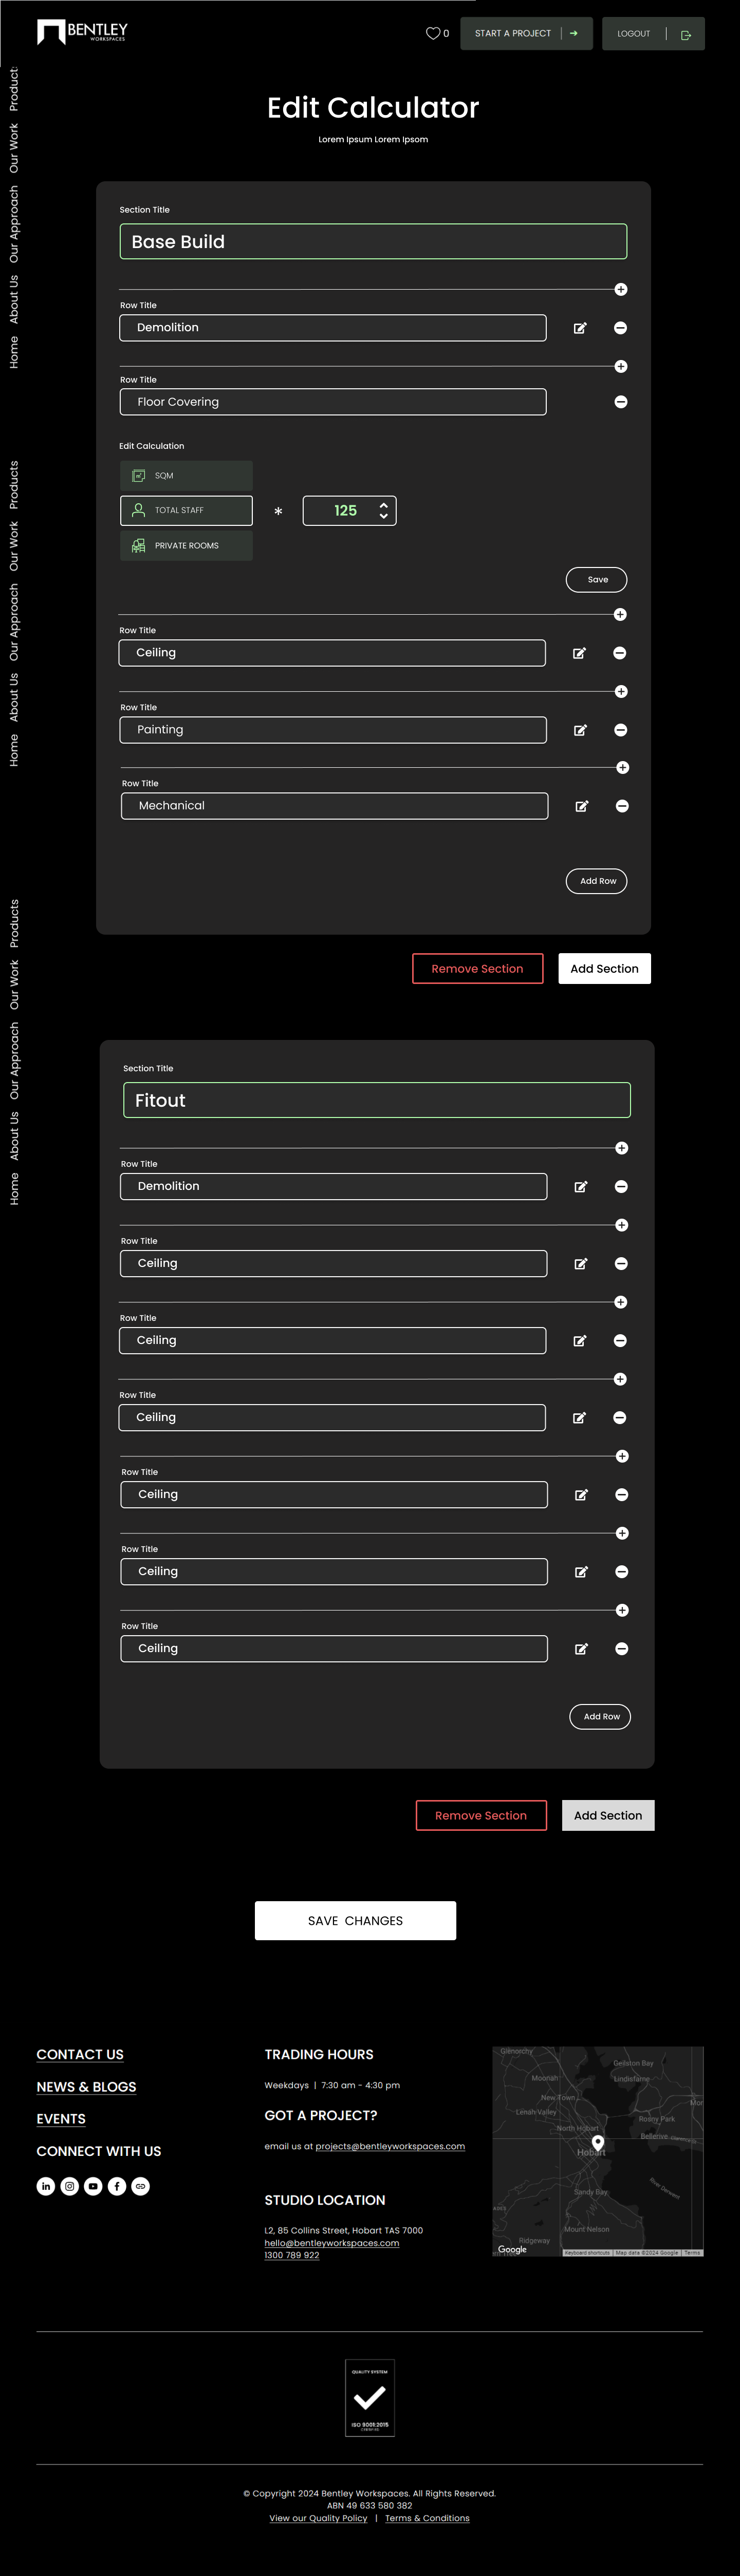 BENTLEY
WORKSPACES
0
START A PROJECT
LOGOUT
Home About Us Our Approach Our Work Product
Edit Calculator
Lorem Ipsum Lorem Ipsom
Section Title
Base Build
Row Title
Demolition
Row Title
Floor Covering
Edit Calculation
SQM
TOTAL STAFF
*
125
PRIVATE ROOMS
Save
Home About Us Our Approach Our Work Products
Row Title
Ceiling
Row Title
Painting
Row Title
Mechanical
Add Row
Remove Section
Add Section
Home About Us Our Approach Our Work Products
Section Title
Fitout
Row Title
Demolition
Row Title
Ceiling
Row Title
Ceiling
Row Title
Ceiling
Row Title
Ceiling
Row Title
Ceiling
Row Title
Ceiling
Add Row
Remove Section
Add Section
SAVE CHANGES
CONTACT US
NEWS & BLOGS
EVENTS
CONNECT WITH US
TRADING HOURS
Weekdays | 7:30 am - 4:30 pm
GOT A PROJECT?
email us at projects@bentleyworkspaces.com
STUDIO LOCATION
L2, 85 Collins Street, Hobart TAS 7000
hello@bentleyworkspaces.com
1300 789 922
Glenorchy
Geilston Bay
Moonah
Lindisfarne
New Town
Mor
Lenah Valley
Rosny Park
North Hobart
Bellerive
Hobart
River Derwent
Sandy Bay
Mount Nelson
Ridgeway
Google
Keyboard shortcuts | Map data ©2024 Google | Terms
QUALITY SYSTEM
ISO 9001:2015
CERTIFIED
© Copyright 2024 Bentley Workspaces. All Rights Reserved.
ABN 49 633 580 382
View our Quality Policy | Terms & Conditions